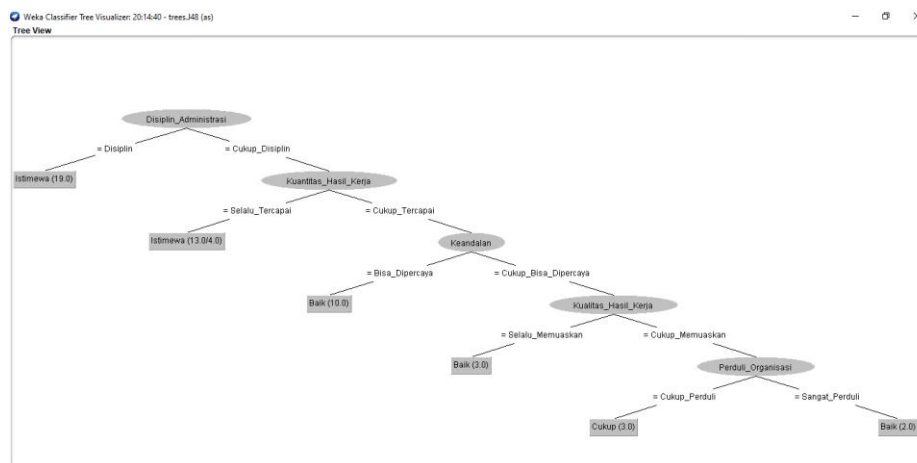 Weka Classifier Tree Visualizer: 20:14:40 - trees.J48 (as)
Tree View
Disiplin_Administrasi
= Disiplin
= Cukup_Disiplin
Istimewa (19.0)
Kuantitas_Hasil_Kerja
= Selalu_Tercapai
= Cukup_Tercapai
Istimewa (13.0/4.0)
Keandalan
= Bisa_Dipercaya
= Cukup_Bisa_Dipercaya
Baik (10.0)
Kualitas_Hasil_Kerja
= Selalu_Memuaskan
= Cukup_Memuaskan
Baik (3.0)
Perduli_Organisasi
= Cukup_Perduli
= Sangat_Perduli
Cukup (3.0)
Baik (2.0)